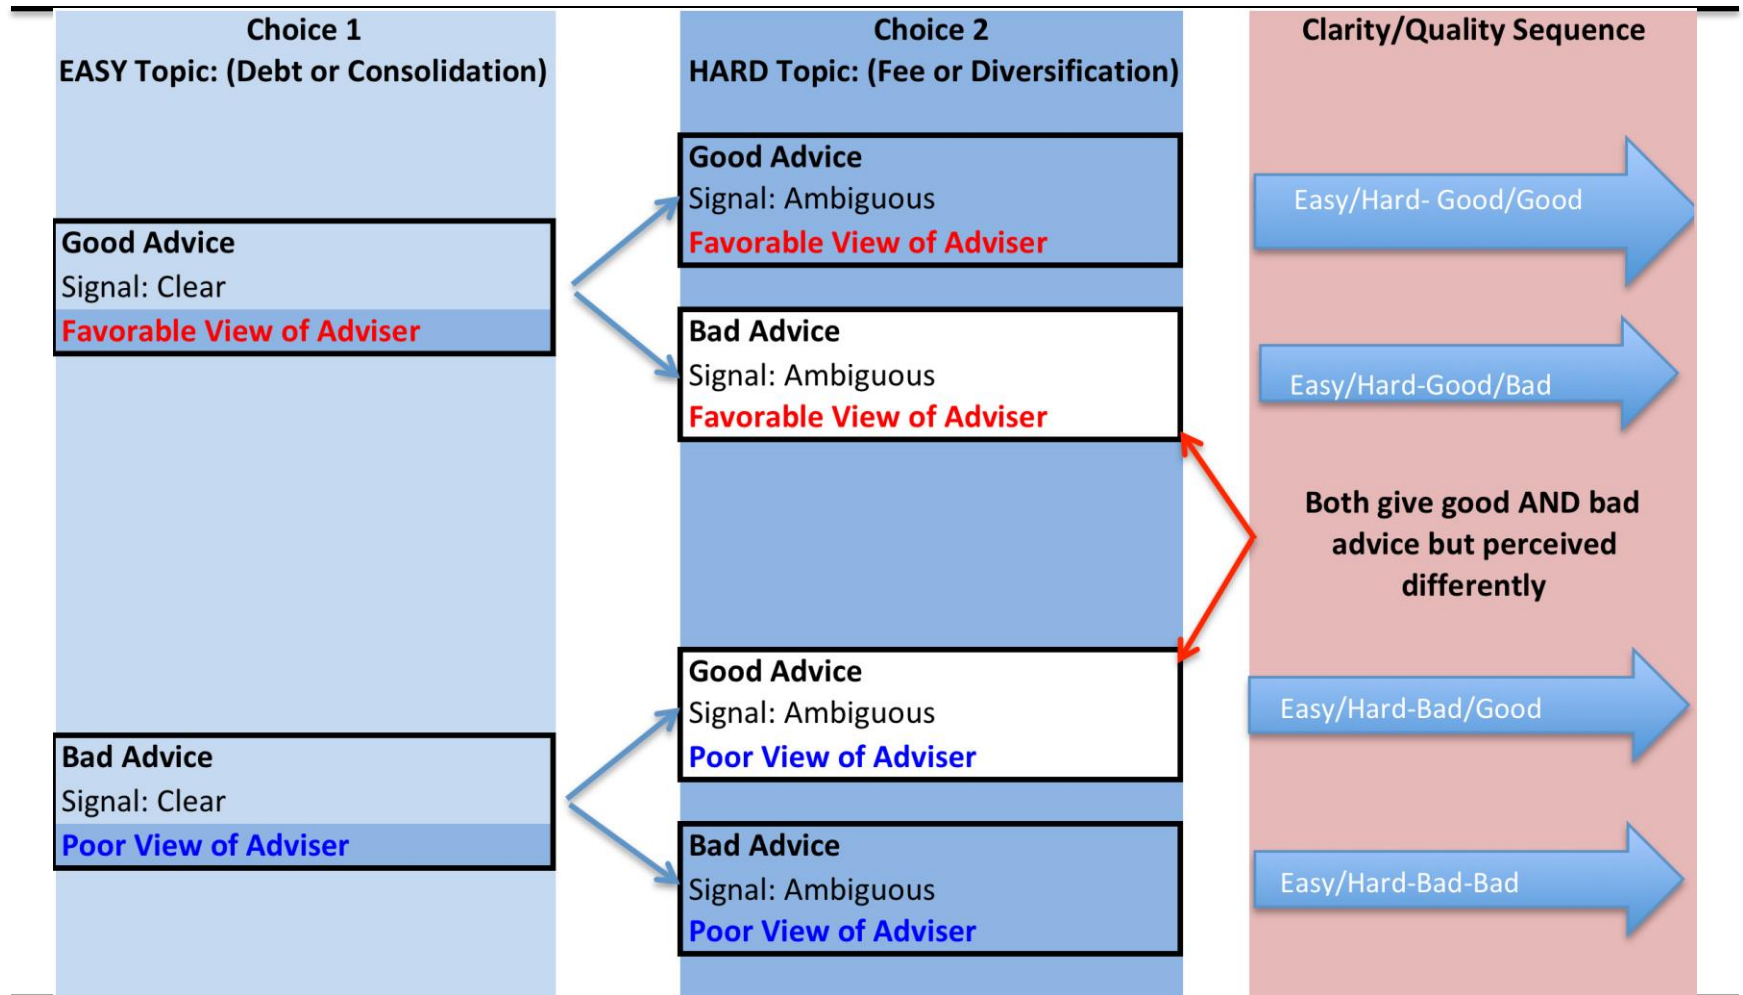 Choice 1
EASY Topic: (Debt or Consolidation)
Good Advice
Signal: Clear
Favorable View of Adviser
Bad Advice
Signal: Clear
Poor View of Adviser
Choice 2
HARD Topic: (Fee or Diversification)
Good Advice
Signal: Ambiguous
Favorable View of Adviser
Bad Advice
Signal: Ambiguous
Favorable View of Adviser
Good Advice
Signal: Ambiguous
Poor View of Adviser
Bad Advice
Signal: Ambiguous
Poor View of Adviser
Clarity/Quality Sequence
Easy/Hard- Good/Good
Easy/Hard-Good/Bad
Both give good AND bad
advice but perceived
differently
Easy/Hard-Bad/Good
Easy/Hard-Bad-Bad